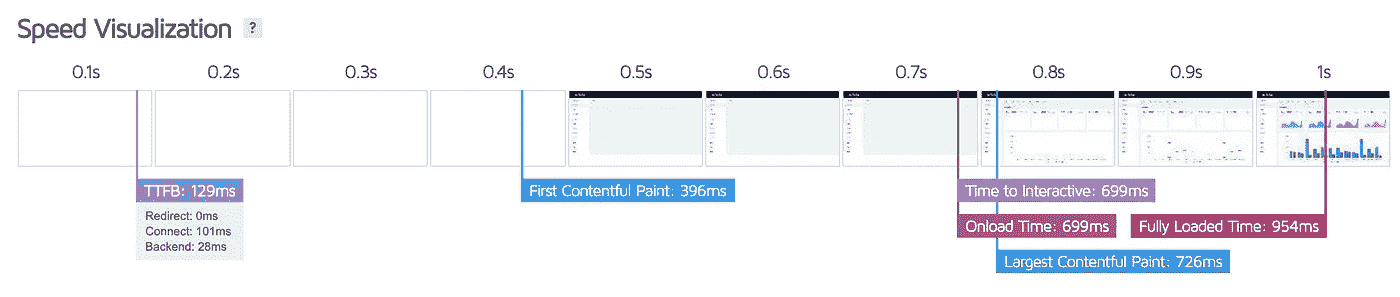 Speed Visualization ?
0.1s 0.2s 0.3s 0.4s 0.5s 0.6s 0.7s 0.8s 0.9s 1s
TTFB: 129ms
Redirect: 0ms
Connect: 101ms
Backend: 28ms
First Contentful Paint: 396ms
Time to Interactive: 699ms
Onload Time: 699ms
Fully Loaded Time: 954ms
Largest Contentful Paint: 726ms